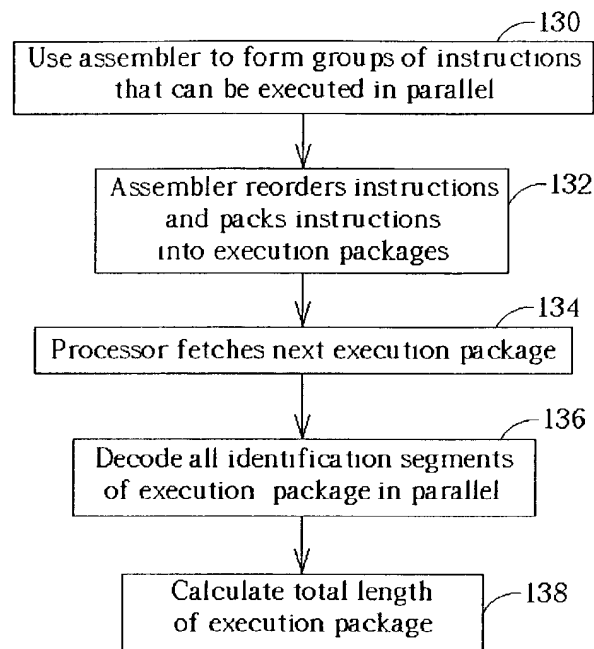 130
Use assembler to form groups of instructions
that can be executed in parallel
132
Assembler reorders instructions
and packs instructions
into execution packages
134
Processor fetches next execution package
136
Decode all identification segments
of execution package in parallel
138
Calculate total length
of execution package